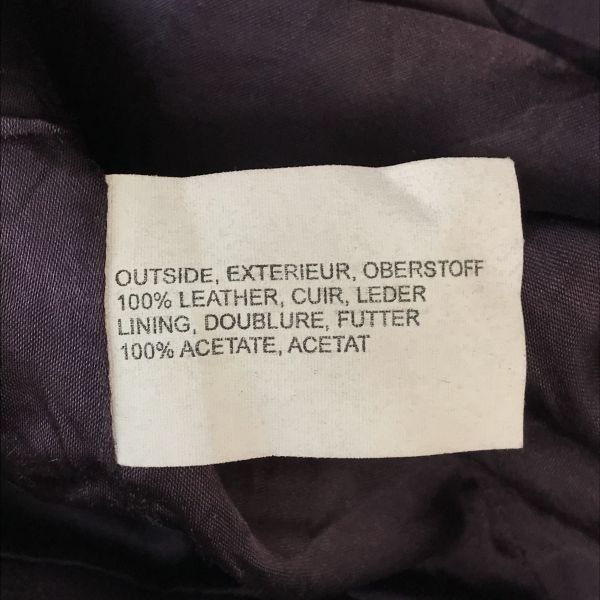 OUTSIDE, EXTERIEUR, OBERSTOFF
100% LEATHER, CUIR, LEDER
LINING, DOUBLURE, FUTTER
100% ACETATE, ACETAT